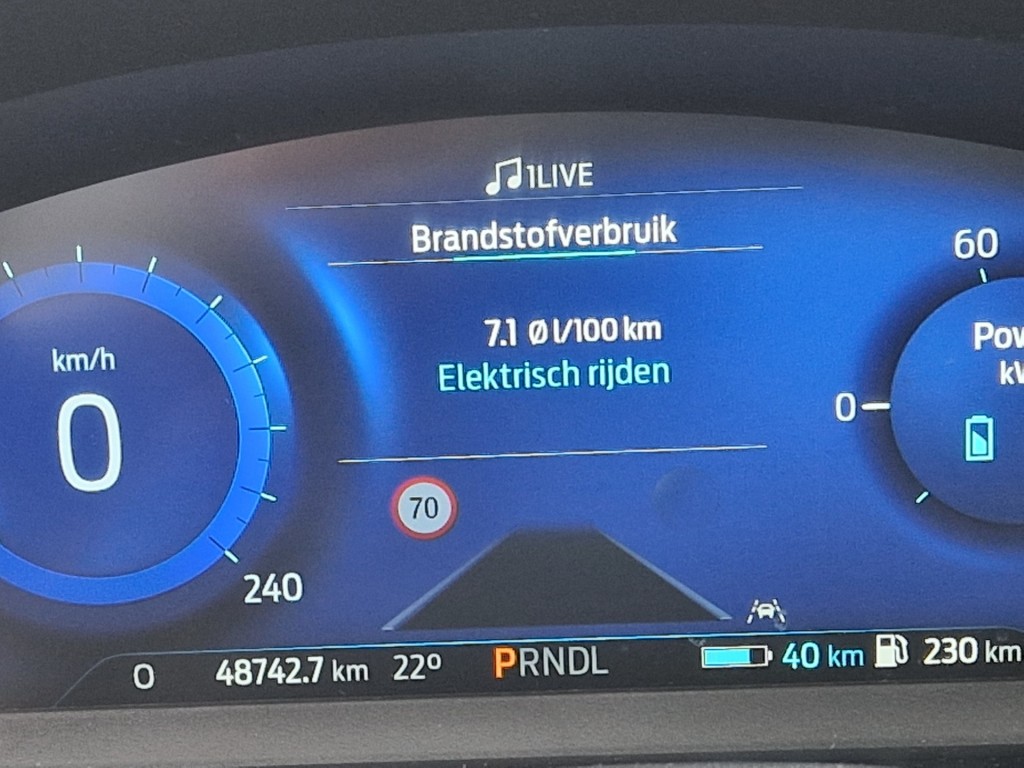 1LIVE
Brandstofverbruik
60
7.1 Ø l/100 km
Elektrisch rijden
km/h
0
0
70
240
0 48742.7 km 22° PRNDL 40 km 230 km